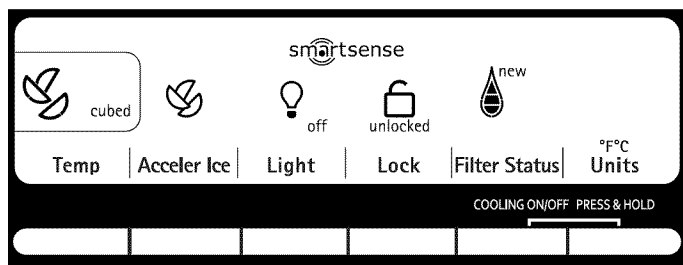 smartsense
new
cubed
off
unlocked
°F°C
Temp Acceler Ice Light Lock Filter Status Units
COOLING ON/OFF PRESS & HOLD